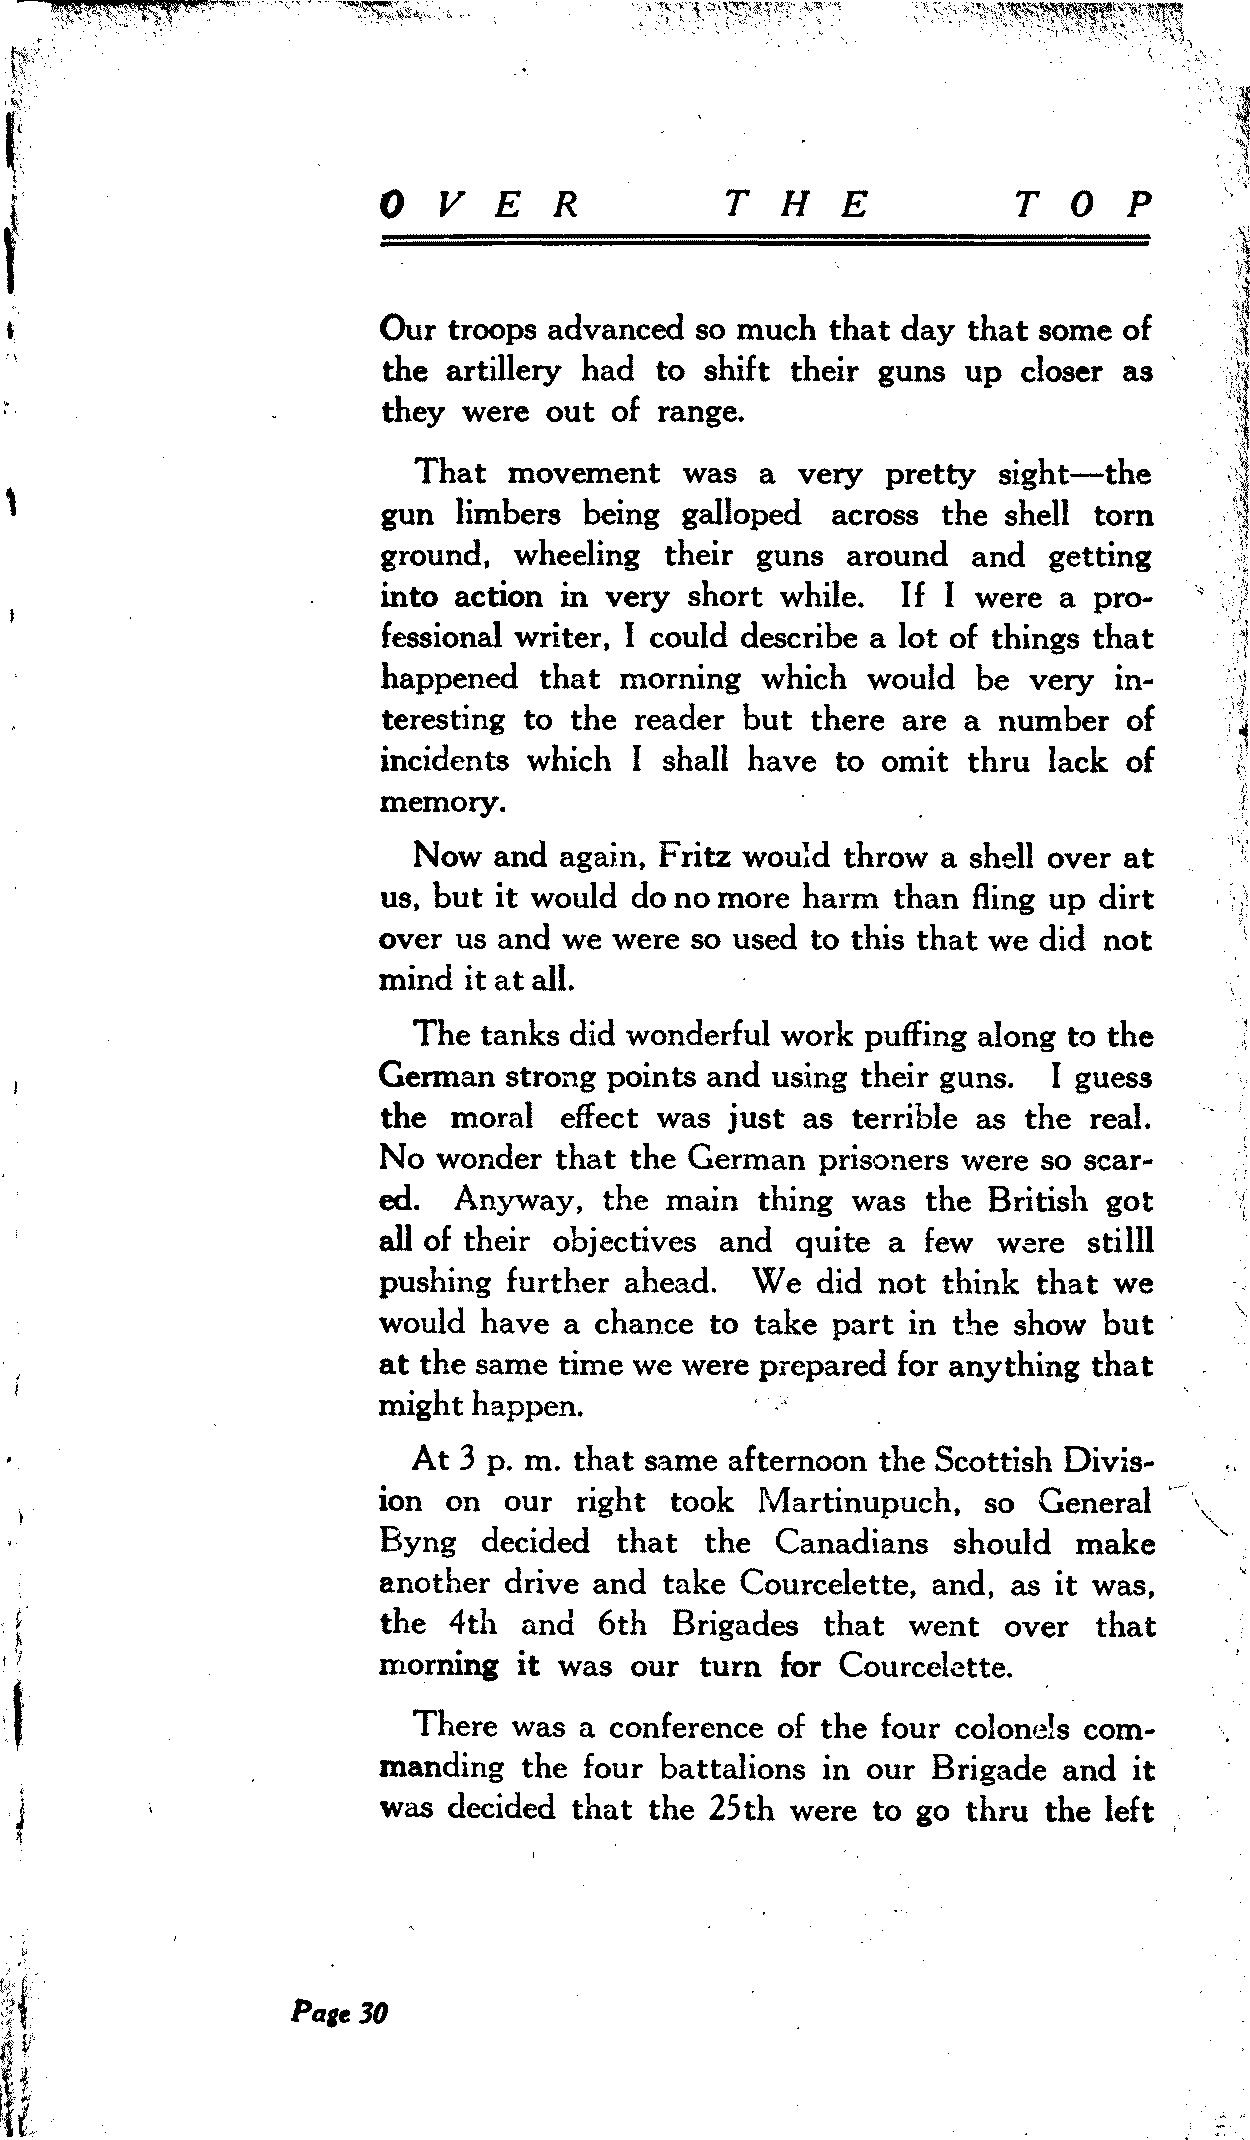 OVER THE TOP
Our troops advanced so much that day that some of
the artillery had to shift their guns up closer as
they were out of range.
That movement was a very pretty sight—the
gun limbers being galloped across the shell torn
ground, wheeling their guns around and getting
into action in very short while. If I were a pro-
fessional writer, I could describe a lot of things that
happened that morning which would be very in-
teresting to the reader but there are a number of
incidents which I shall have to omit thru lack of
memory.
Now and again, Fritz would throw a shell over at
us, but it would do no more harm than fling up dirt
over us and we were so used to this that we did not
mind it at all.
The tanks did wonderful work puffing along to the
German strong points and using their guns. I guess
the moral effect was just as terrible as the real.
No wonder that the German prisoners were so scar-
ed. Anyway, the main thing was the British got
all of their objectives and quite a few were stilll
pushing further ahead. We did not think that we
would have a chance to take part in the show but
at the same time we were prepared for anything that
might happen.
At 3 p. m. that same afternoon the Scottish Divis-
ion on our right took Martinupuch, so General
Byng decided that the Canadians should make
another drive and take Courcelette, and, as it was,
the 4th and 6th Brigades that went over that
morning it was our turn for Courcelette.
There was a conference of the four colonels com-
manding the four battalions in our Brigade and it
was decided that the 25th were to go thru the left
Page 30